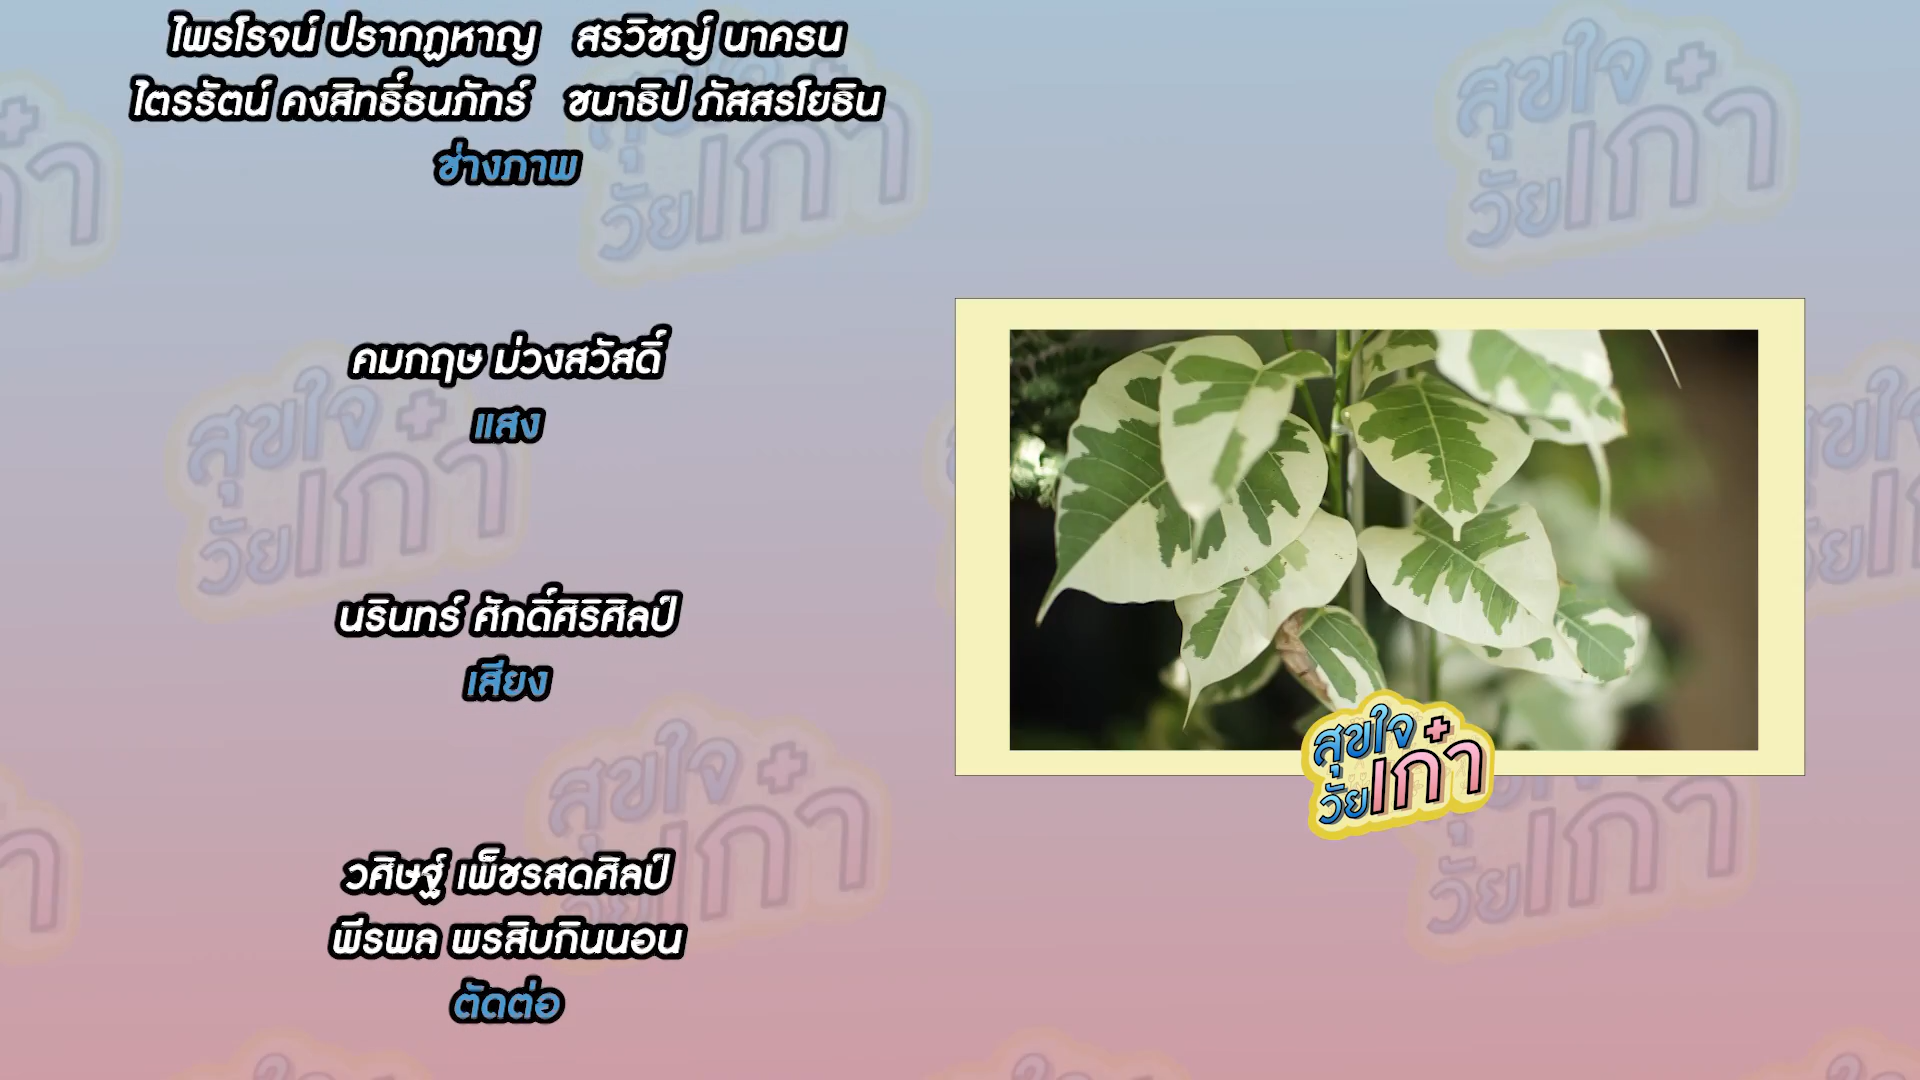 ไพรโรจน์ ปรากฏหาญ สรวิชญ์ นาครน
ไตรรัตน์ คงสิทธิ์ธนภัทร์ ชนาธิป ภัสสรโยธิน
ช่างภาพ
คมกฤษ ม่วงสวัสดิ์
แสง
นรินทร์ ศักดิ์ศิริศิลป์
เสียง
วศิษฐ์ เพ็ชรสดศิลป์
พีรพล พรสิบกินนอน
ตัดต่อ
สุขใจ
วัยเก๋า